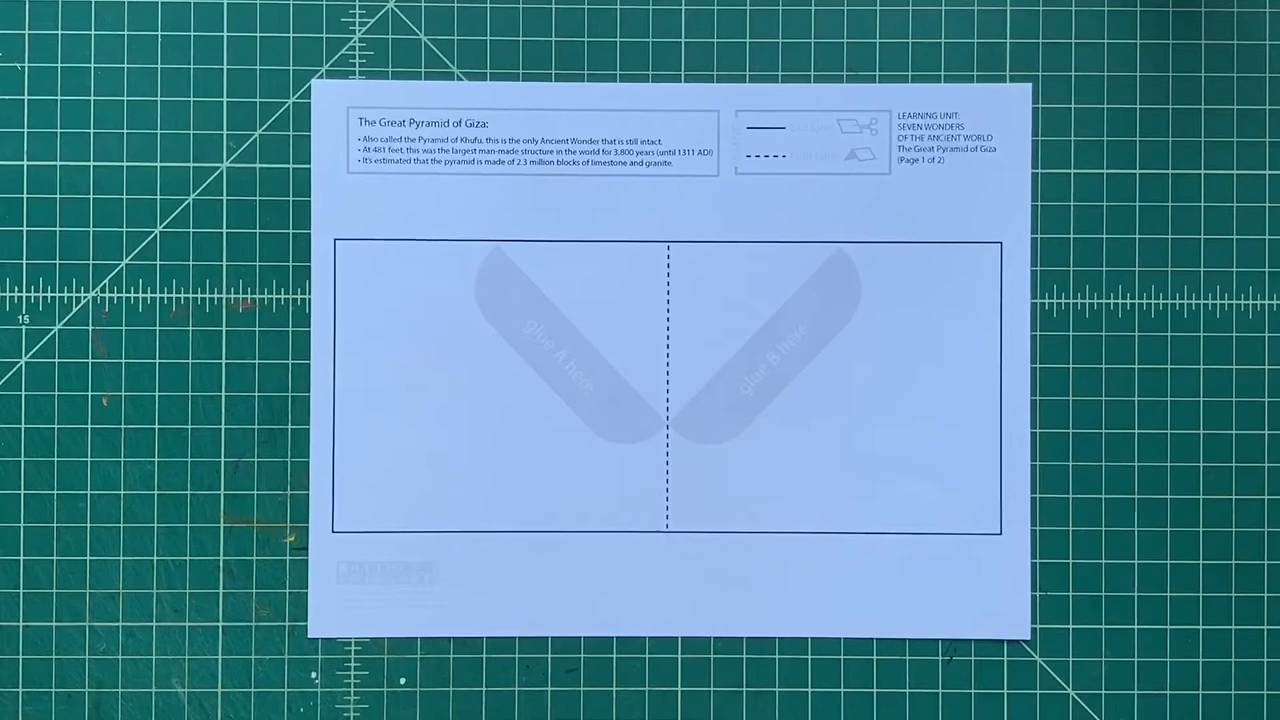 The Great Pyramid of Giza:
• Also called the Pyramid of Khufu, this is the only Ancient Wonder that is still intact.
• At 481 feet, this was the largest man-made structure in the world for 3,800 years (until 1311 AD!)
• It's estimated that the pyramid is made of 2.3 million blocks of limestone and granite.
LEARNING UNIT:
SEVEN WONDERS
OF THE ANCIENT WORLD
The Great Pyramid of Giza
(Page 1 of 2)
glue A here
glue B here
15